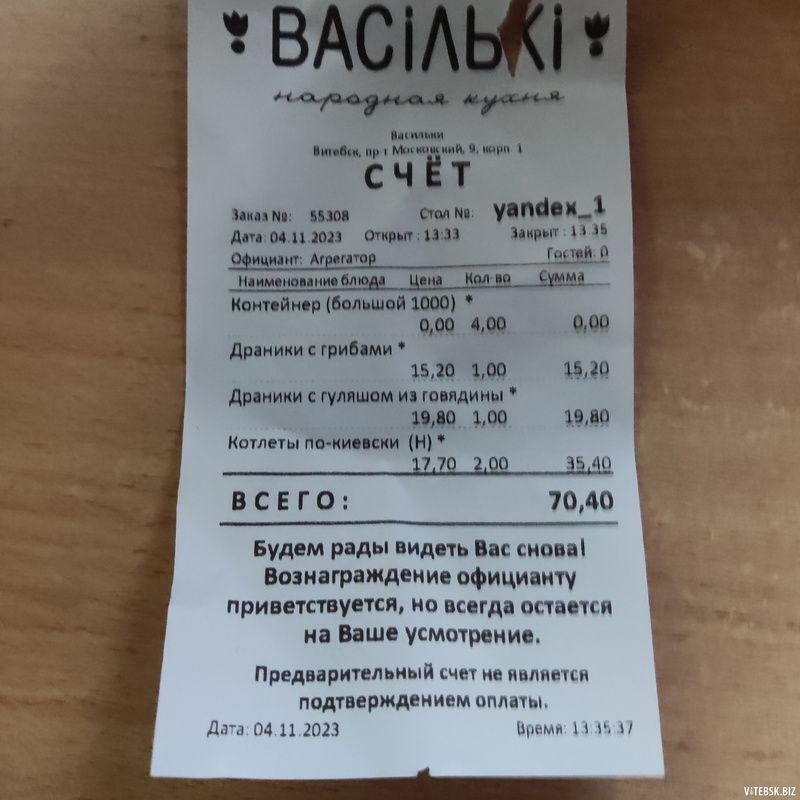 ВАСіЛЬКі
народная кухня
Васильки
Витебск, пр-т Московский, 9, корп. 1
СЧЁТ
Заказ №: 55308 Стол №: yandex_1
Дата: 04.11.2023 Открыт : 13:33 Закрыт : 13:35
Официант: Агрегатор Гостей: 0
Наименование блюда Цена Кол-во Сумма
Контейнер (большой 1000) *
0,00 4,00 0,00
Драники с грибами *
15,20 1,00 15,20
Драники с гуляшом из говядины *
19,80 1,00 19,80
Котлеты по-киевски (Н) *
17,70 2,00 35,40
ВСЕГО: 70,40
Будем рады видеть Вас снова!
Вознаграждение официанту
приветствуется, но всегда остается
на Ваше усмотрение.
Предварительный счет не является
подтверждением оплаты.
Дата: 04.11.2023 Время: 13:35:37
ViTEBSK.BIZ